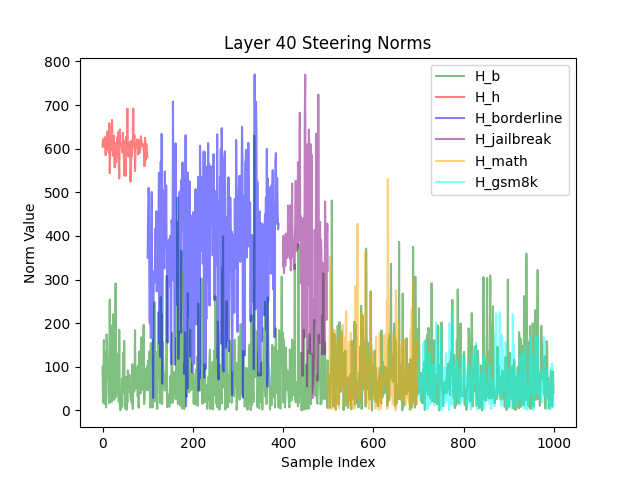 Layer 40 Steering Norms
800
700
600
500
400
300
200
100
0
Norm Value
H_b
H_h
H_borderline
H_jailbreak
H_math
H_gsm8k
0 200 400 600 800 1000
Sample Index